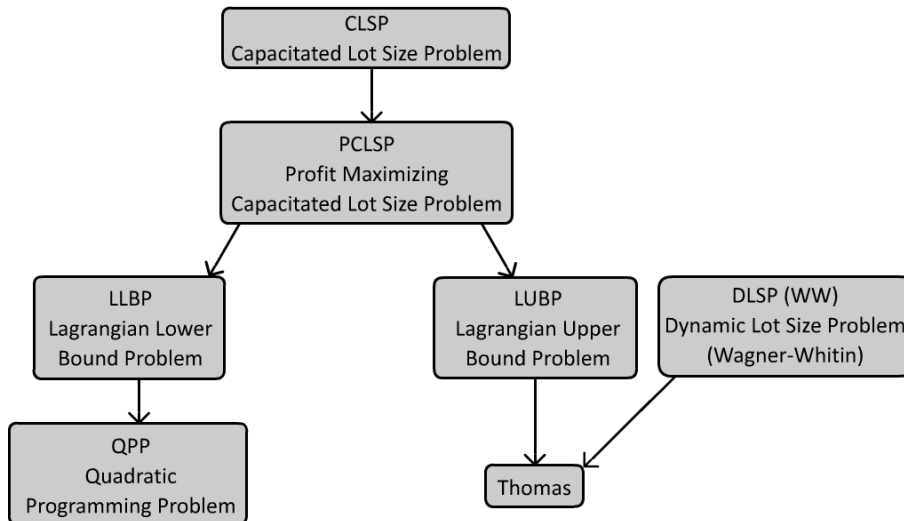 CLSP
Capacitated Lot Size Problem
PCLSP
Profit Maximizing
Capacitated Lot Size Problem
LLBP
Lagrangian Lower
Bound Problem
LUBP
Lagrangian Upper
Bound Problem
DLSP (WW)
Dynamic Lot Size Problem
(Wagner-Whitin)
QPP
Quadratic
Programming Problem
Thomas